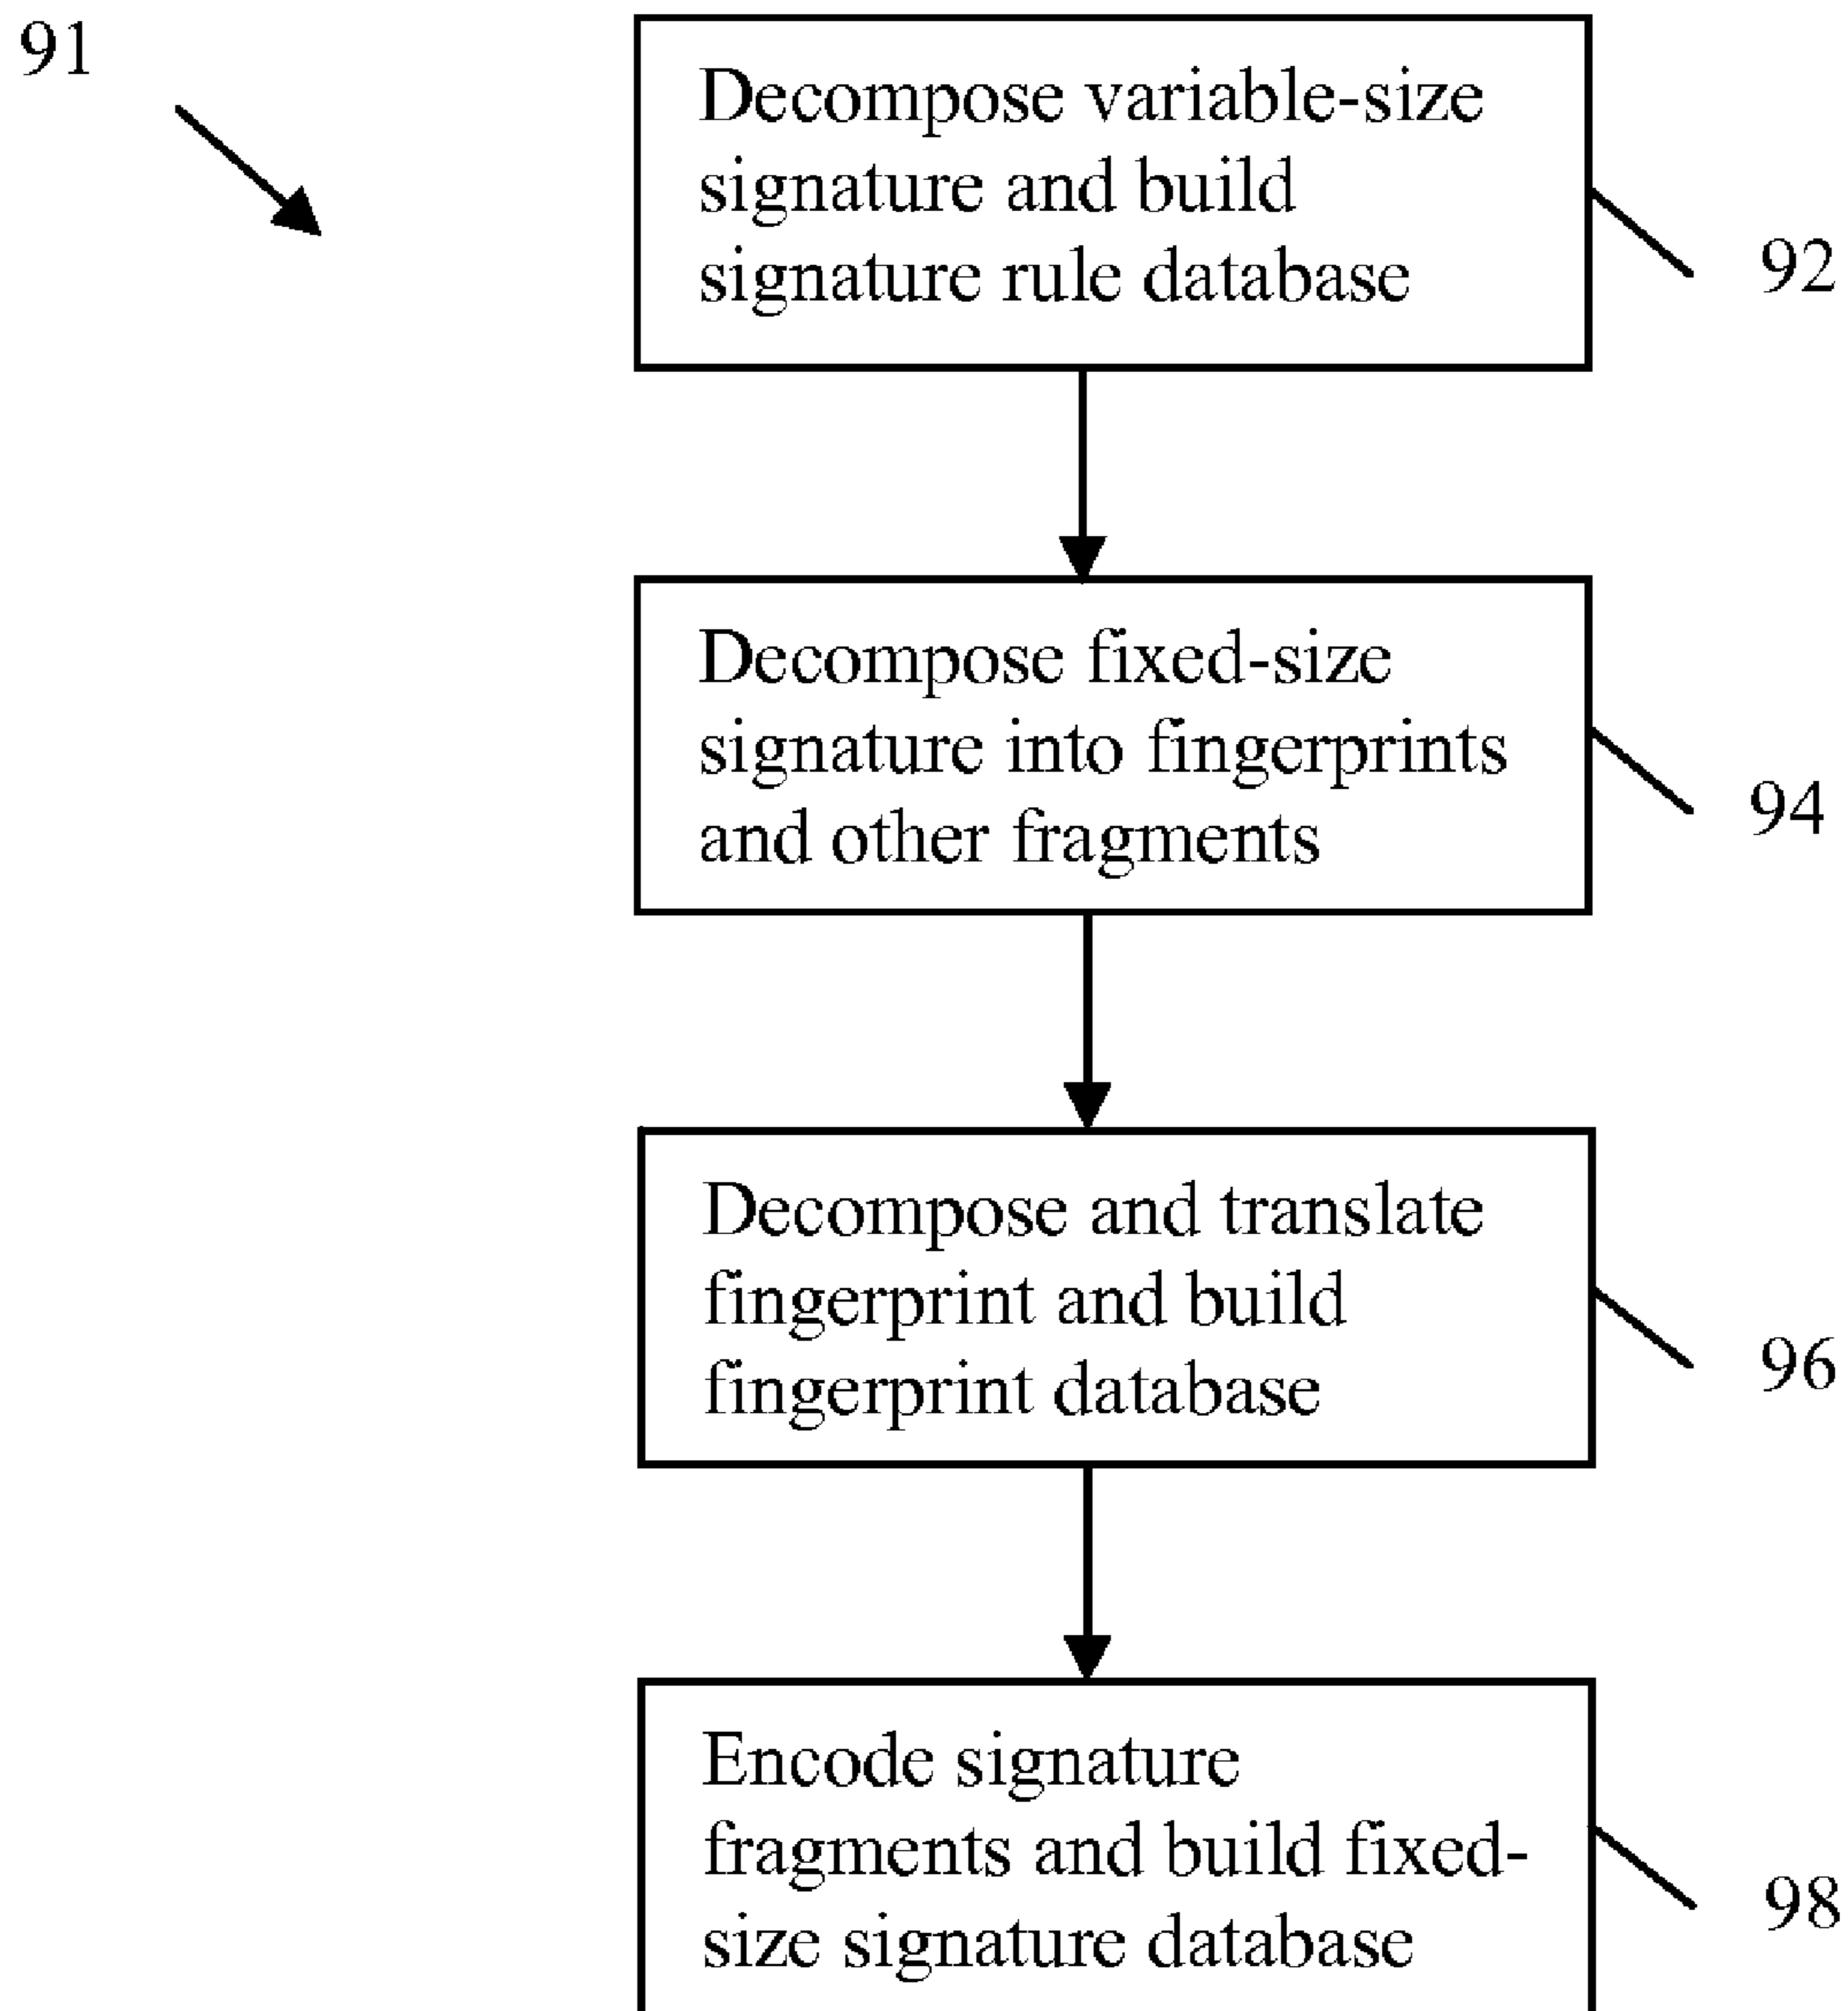 91
Decompose variable-size
signature and build
signature rule database
92
Decompose fixed-size
signature into fingerprints
and other fragments
94
Decompose and translate
fingerprint and build
fingerprint database
96
Encode signature
fragments and build fixed-
size signature database
98